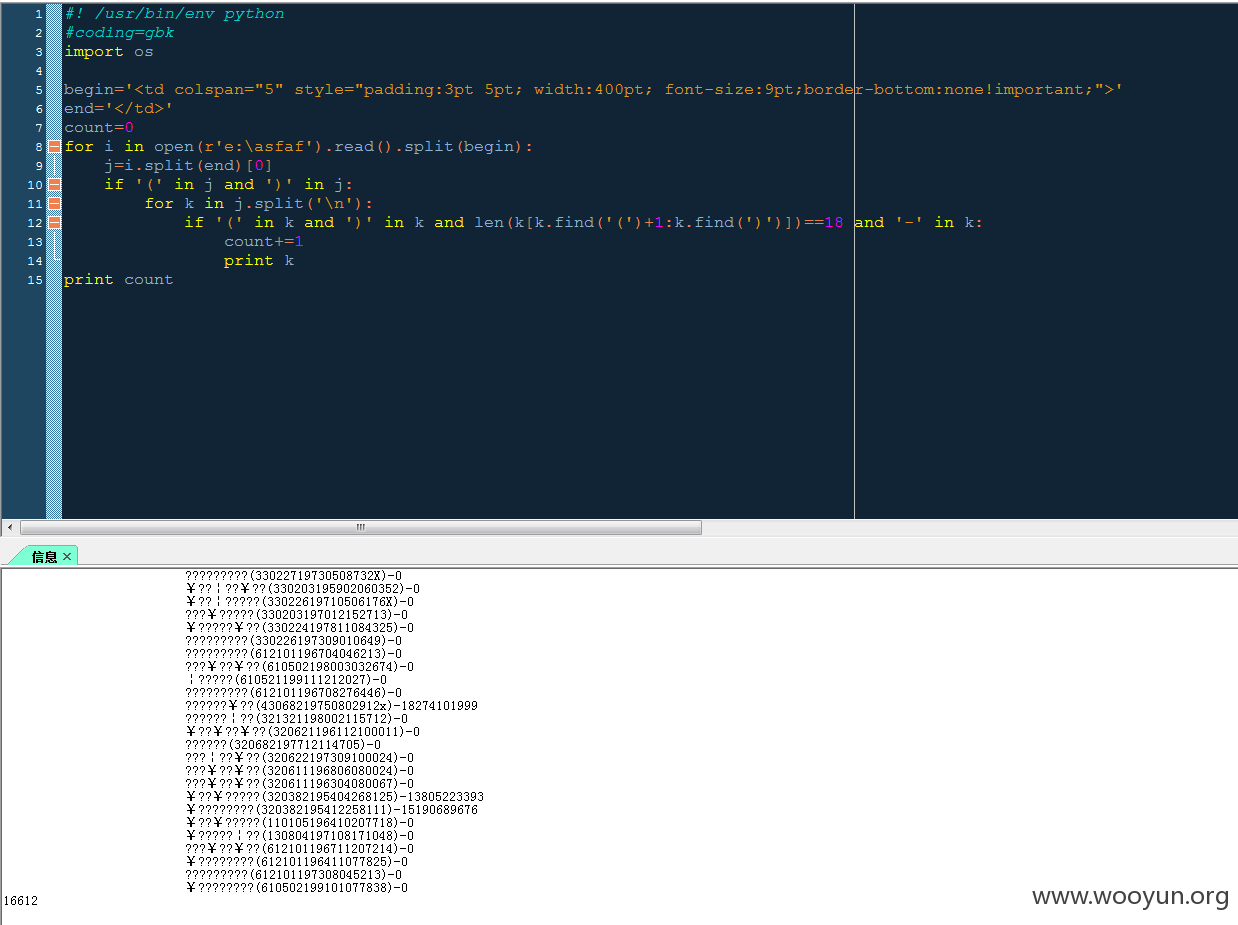 1 #! /usr/bin/env python
2 #coding=gbk
3 import os
4
5 begin='<td colspan="5" style="padding:3pt 5pt; width:400pt; font-size:9pt;border-bottom:none!important;">'
6 end='</td>'
7 count=0
8 for i in open(r'e:\asfaf').read().split(begin):
9 j=i.split(end)[0]
10 if '(' in j and ')' in j:
11 for k in j.split('\n'):
12 if '(' in k and ')' in k and len(k[k.find('(')+1:k.find(')')])==18 and '-' in k:
13 count+=1
14 print k
15 print count
信息
?????????(33022719730508732X)-0
¥??¦??¥??(330203195902060352)-0
¥??¦?????(33022619710506176X)-0
???¥?????(330203197012152713)-0
¥?????¥??(330224197811084325)-0
?????????(330226197309010649)-0
?????????(612101196704046213)-0
???¥??¥??(610502198003032674)-0
¦?????(610521199111212027)-0
?????????(612101196708276446)-0
??????¥??(43068219750802912x)-18274101999
??????¦??(321321198002115712)-0
¥??¥??¥??(320621196112100011)-0
??????(320682197712114705)-0
???¦??¥??(320622197309100024)-0
???¥??¥??(320611196806080024)-0
???¥??¥??(320611196304080067)-0
¥??¥?????(320382195404268125)-13805223393
¥????????(320382195412258111)-15190689676
¥??¥?????(110105196410207718)-0
¥?????¦??(130804197108171048)-0
???¥??¥??(612101196711207214)-0
¥????????(612101196411077825)-0
?????????(612101197308045213)-0
¥????????(610502199101077838)-0
16612
www.wooyun.org